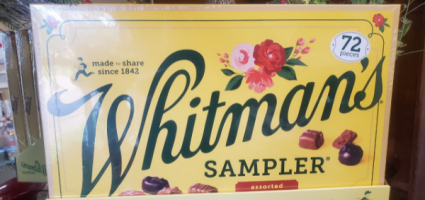 made to share
since 1842
72
pieces
Whitman's
SAMPLER®
assorted